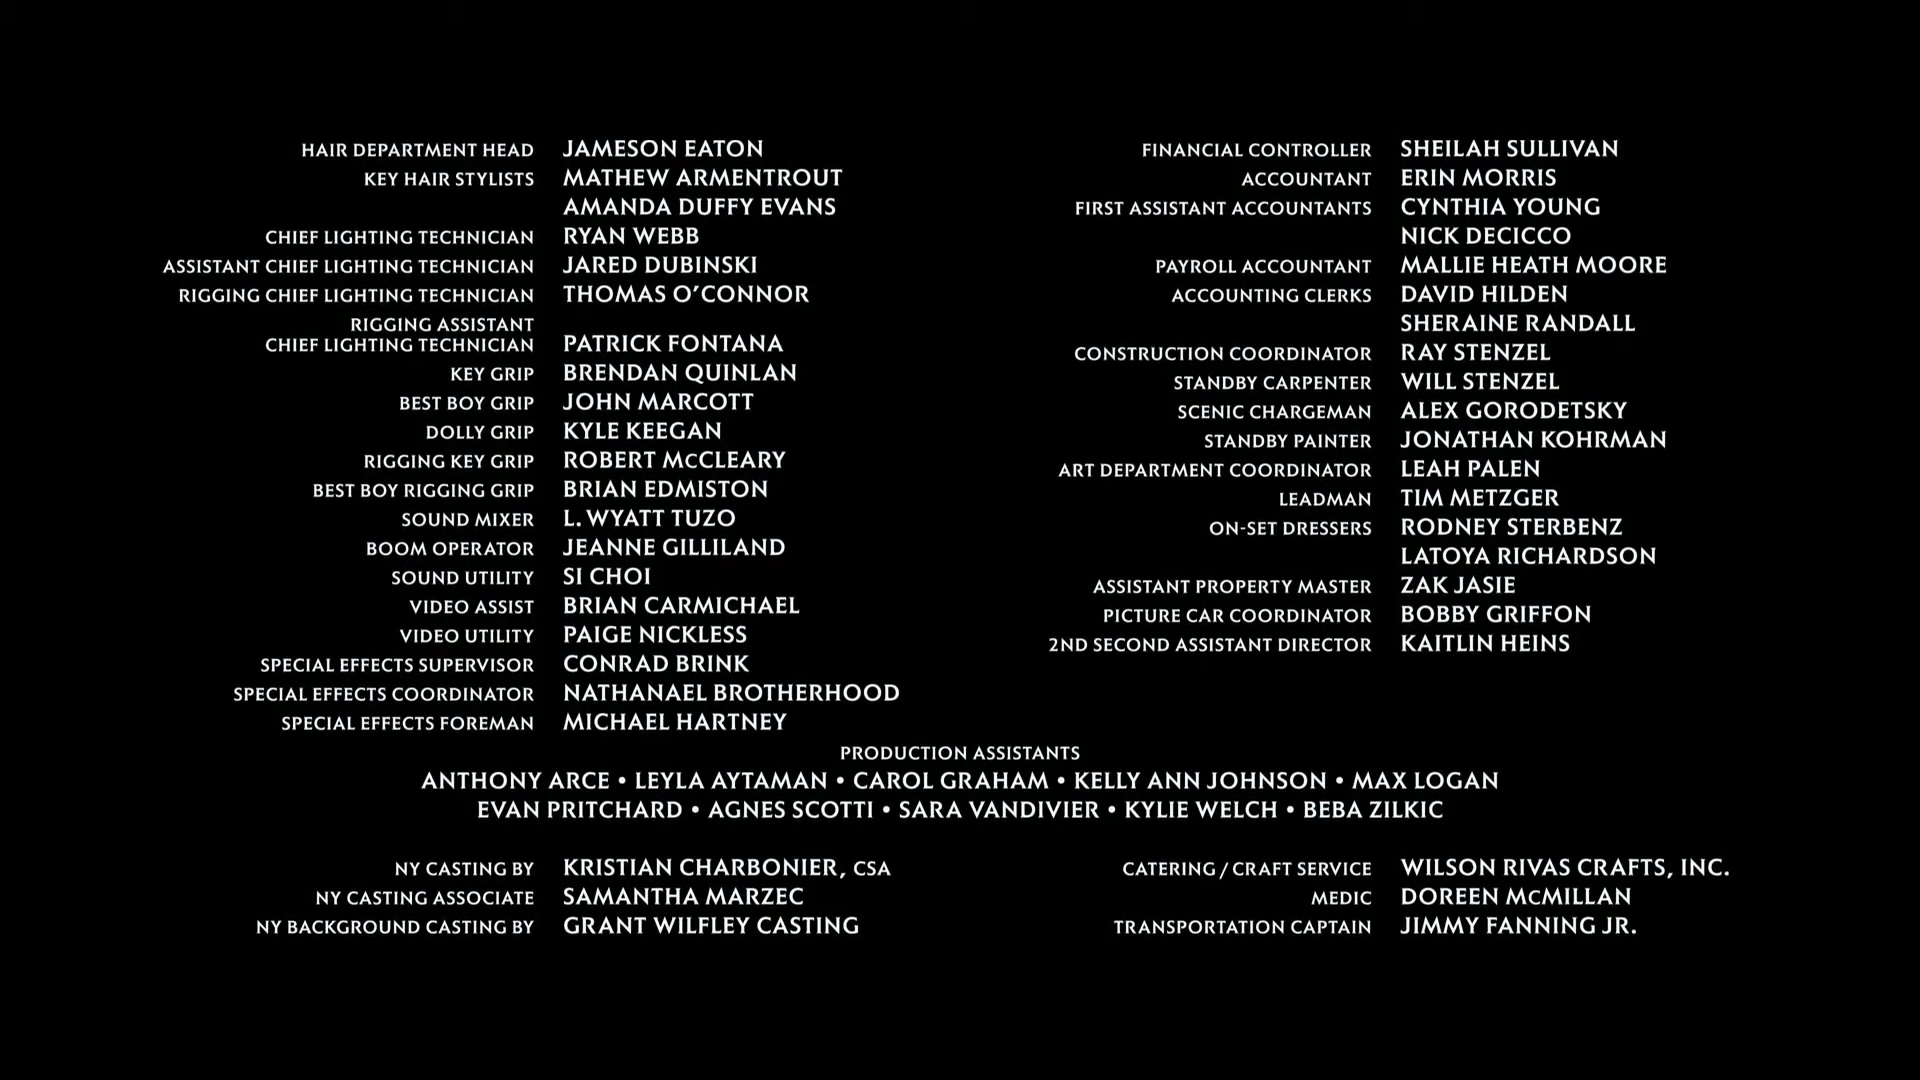 HAIR DEPARTMENT HEAD JAMESON EATON
KEY HAIR STYLISTS MATHEW ARMENTROUT
AMANDA DUFFY EVANS
CHIEF LIGHTING TECHNICIAN RYAN WEBB
ASSISTANT CHIEF LIGHTING TECHNICIAN JARED DUBINSKI
RIGGING CHIEF LIGHTING TECHNICIAN THOMAS O’CONNOR
RIGGING ASSISTANT
CHIEF LIGHTING TECHNICIAN PATRICK FONTANA
KEY GRIP BRENDAN QUINLAN
BEST BOY GRIP JOHN MARCOTT
DOLLY GRIP KYLE KEEGAN
RIGGING KEY GRIP ROBERT McCLEARY
BEST BOY RIGGING GRIP BRIAN EDMISTON
SOUND MIXER L. WYATT TUZO
BOOM OPERATOR JEANNE GILLILAND
SOUND UTILITY SI CHOI
VIDEO ASSIST BRIAN CARMICHAEL
VIDEO UTILITY PAIGE NICKLESS
SPECIAL EFFECTS SUPERVISOR CONRAD BRINK
SPECIAL EFFECTS COORDINATOR NATHANAEL BROTHERHOOD
SPECIAL EFFECTS FOREMAN MICHAEL HARTNEY
FINANCIAL CONTROLLER SHEILAH SULLIVAN
ACCOUNTANT ERIN MORRIS
FIRST ASSISTANT ACCOUNTANTS CYNTHIA YOUNG
NICK DECICCO
PAYROLL ACCOUNTANT MALLIE HEATH MOORE
ACCOUNTING CLERKS DAVID HILDEN
SHERAINE RANDALL
CONSTRUCTION COORDINATOR RAY STENZEL
STANDBY CARPENTER WILL STENZEL
SCENIC CHARGEMAN ALEX GORODETSKY
STANDBY PAINTER JONATHAN KOHRMAN
ART DEPARTMENT COORDINATOR LEAH PALEN
LEADMAN TIM METZGER
ON-SET DRESSERS RODNEY STERBENZ
LATOYA RICHARDSON
ASSISTANT PROPERTY MASTER ZAK JASIE
PICTURE CAR COORDINATOR BOBBY GRIFFON
2ND SECOND ASSISTANT DIRECTOR KAITLIN HEINS
PRODUCTION ASSISTANTS
ANTHONY ARCE • LEYLA AYTAMAN • CAROL GRAHAM • KELLY ANN JOHNSON • MAX LOGAN
EVAN PRITCHARD • AGNES SCOTTI • SARA VANDIVIER • KYLIE WELCH • BEBA ZILKIC
NY CASTING BY KRISTIAN CHARBONIER, CSA
NY CASTING ASSOCIATE SAMANTHA MARZEC
NY BACKGROUND CASTING BY GRANT WILFLEY CASTING
CATERING / CRAFT SERVICE WILSON RIVAS CRAFTS, INC.
MEDIC DOREEN McMILLAN
TRANSPORTATION CAPTAIN JIMMY FANNING JR.